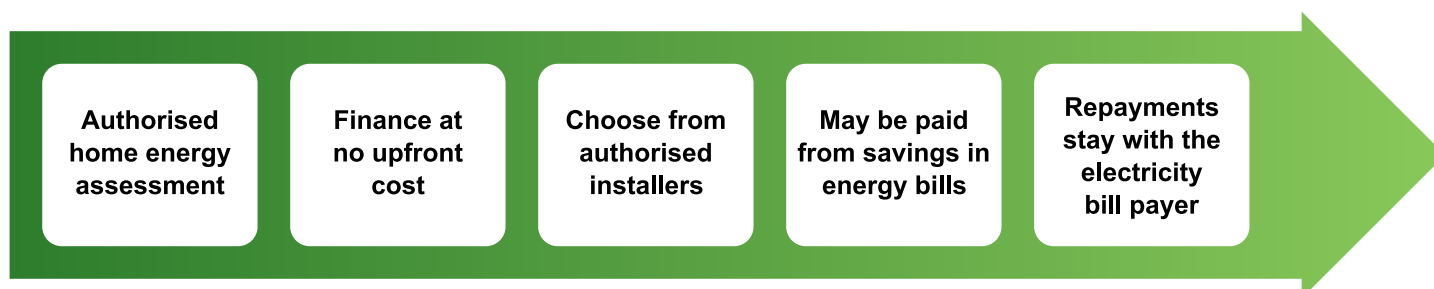 Authorised
home energy
assessment
Finance at
no upfront
cost
Choose from
authorised
installers
May be paid
from savings in
energy bills
Repayments
stay with the
electricity
bill payer